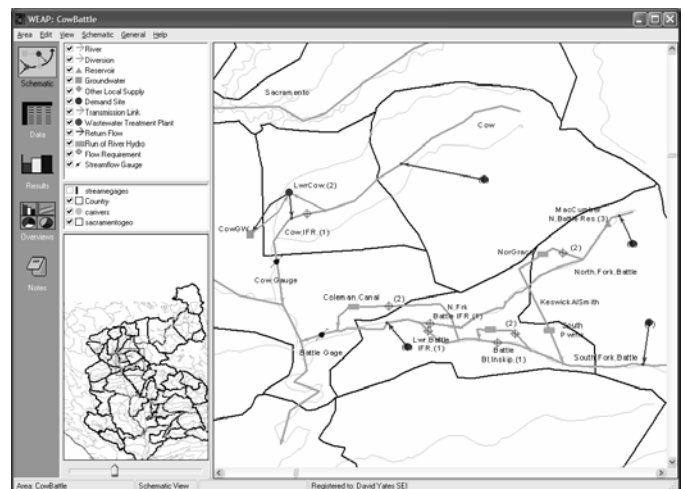 WEAP: CowBattle
Area Edit View Schematic General Help
River
Diversion
Reservoir
Groundwater
Other Local Supply
Demand Site
Transmission Link
Wastewater Treatment Plant
Return Flow
Run of River Hydro
Flow Requirement
Streamflow Gauge
streamegages
Country
carivers
sacramentogeo
Schematic
Data
Results
Overviews
Notes
Sacramento
Cow
LwrCow (2)
CowGW
Cow IFR (1)
Cow Gauge
MacCumber
N.Battle Res (3)
(2)
NorGrace
North Fork Battle
Coleman Canal
(2)
N Frk
Battle IFR (1)
KeswickAlSmith
(2)
South
Battle Gage
Lwr Battle
IFR (1)
Battle
Bl.Inskip (1)
South Fork Battle
Area: CowBattle
Schematic View
Registered to: David Yates SEI